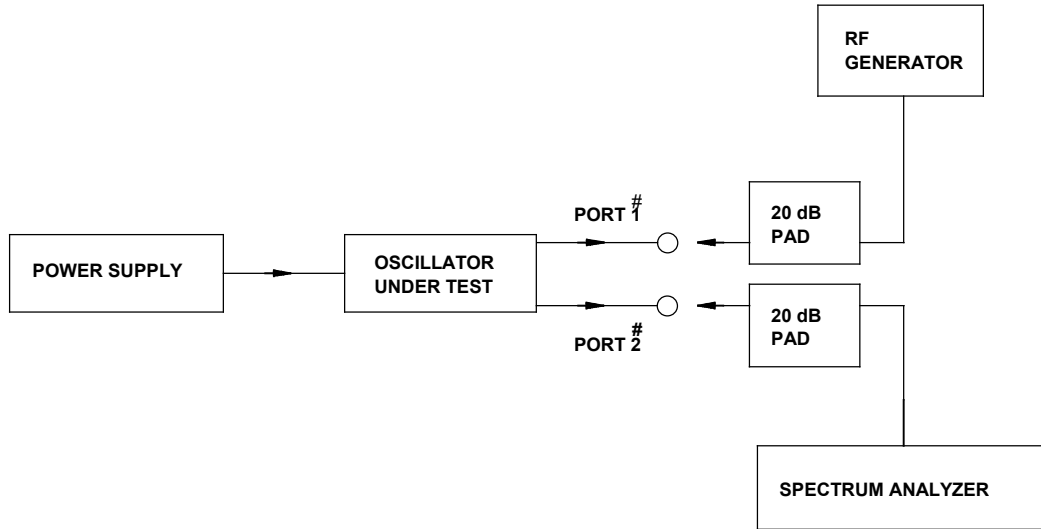 RF
GENERATOR
#
PORT 1
20 dB
PAD
POWER SUPPLY
OSCILLATOR
UNDER TEST
20 dB
PAD
#
PORT 2
SPECTRUM ANALYZER